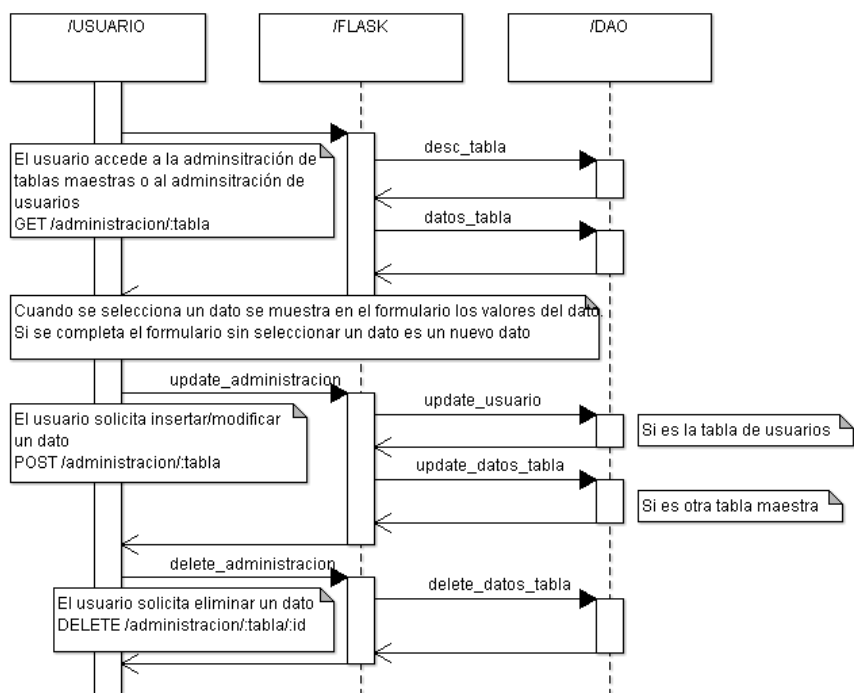 /USUARIO
/FLASK
/DAO
desc_tabla
El usuario accede a la adminsitración de
tablas maestras o al adminsitración de
usuarios
GET /administracion/:tabla
datos_tabla
Cuando se selecciona un dato se muestra en el formulario los valores del dato.
Si se completa el formulario sin seleccionar un dato es un nuevo dato
update_administracion
El usuario solicita insertar/modificar
un dato
POST /administracion/:tabla
update_usuario
Si es la tabla de usuarios
update_datos_tabla
Si es otra tabla maestra
delete_administracion
El usuario solicita eliminar un dato
DELETE /administracion/:tabla/:id
delete_datos_tabla